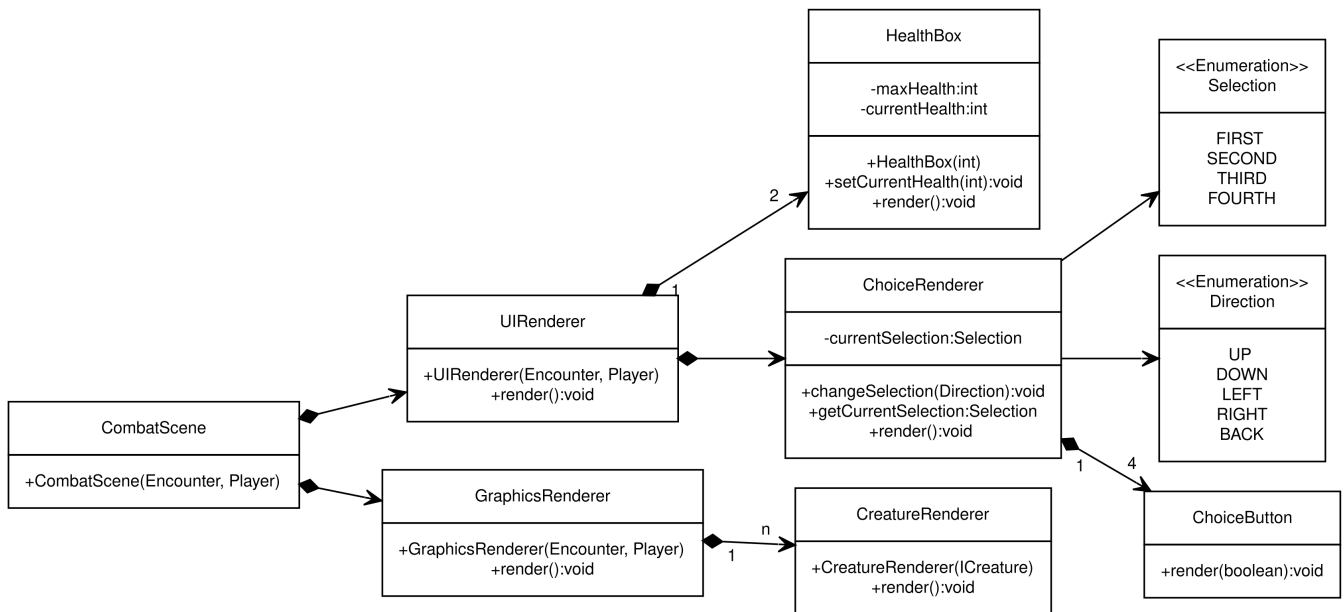 HealthBox
-maxHealth:int
-currentHealth:int
+HealthBox(int)
+setCurrentHealth(int):void
+render():void
<<Enumeration>>
Selection
FIRST
SECOND
THIRD
FOURTH
2
1
UIRenderer
+UIRenderer(Encounter, Player)
+render():void
ChoiceRenderer
-currentSelection:Selection
+changeSelection(Direction):void
+getCurrentSelection:Selection
+render():void
<<Enumeration>>
Direction
UP
DOWN
LEFT
RIGHT
BACK
CombatScene
+CombatScene(Encounter, Player)
1
4
GraphicsRenderer
+GraphicsRenderer(Encounter, Player)
+render():void
1
n
CreatureRenderer
+CreatureRenderer(ICreature)
+render():void
ChoiceButton
+render(boolean):void